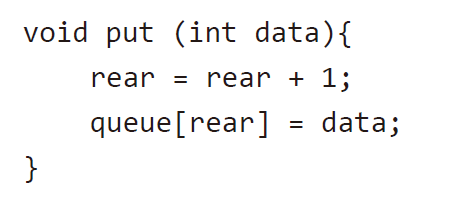 void put (int data){
    rear = rear + 1;
    queue[rear] = data;
}